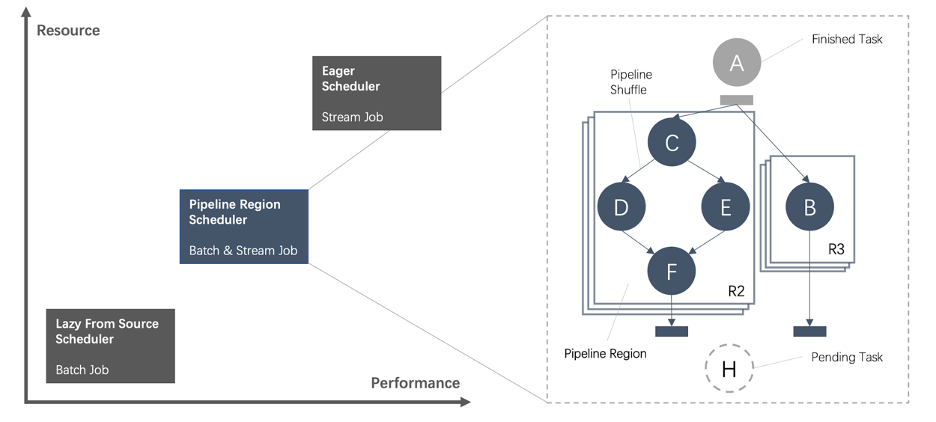 Resource
Eager
Scheduler
Stream Job
Pipeline Region
Scheduler
Batch & Stream Job
Lazy From Source
Scheduler
Batch Job
Performance
A
Finished Task
Pipeline
Shuffle
C
D
E
B
F
R3
R2
Pipeline Region
H
Pending Task